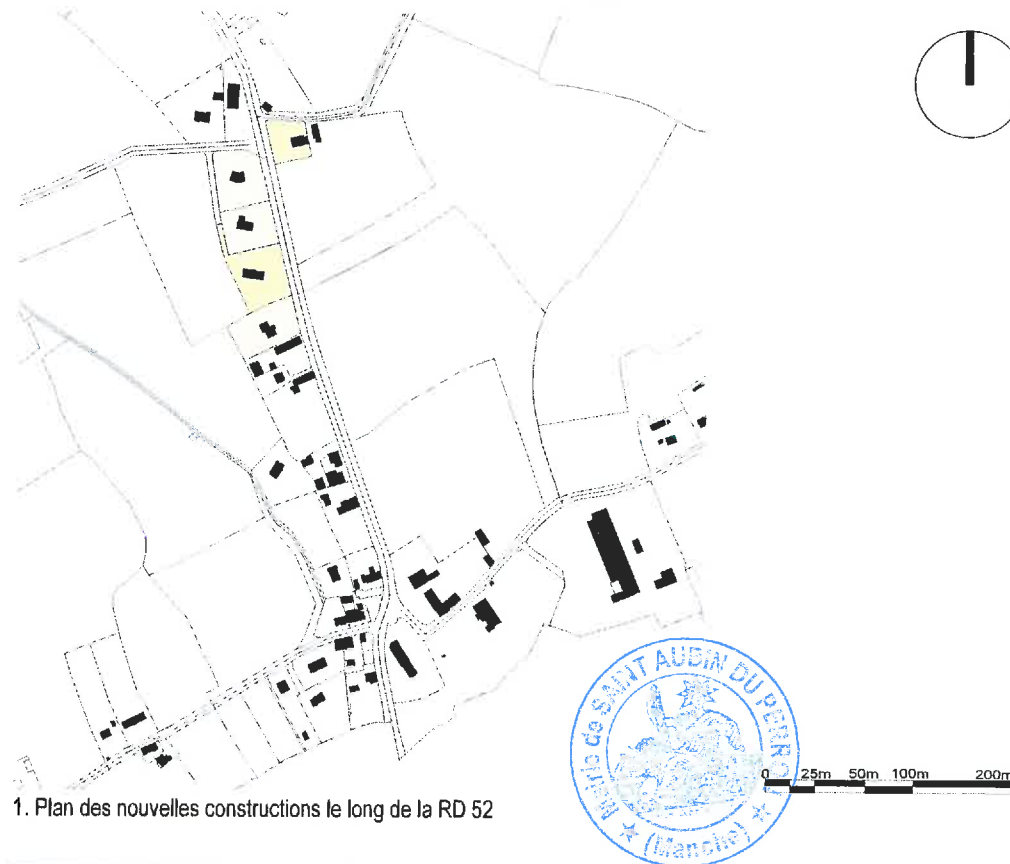 1. Plan des nouvelles constructions le long de la RD 52
Mairie de SAINT AUBIN DU PERRON
(Manche)
0 25m 50m 100m 200m